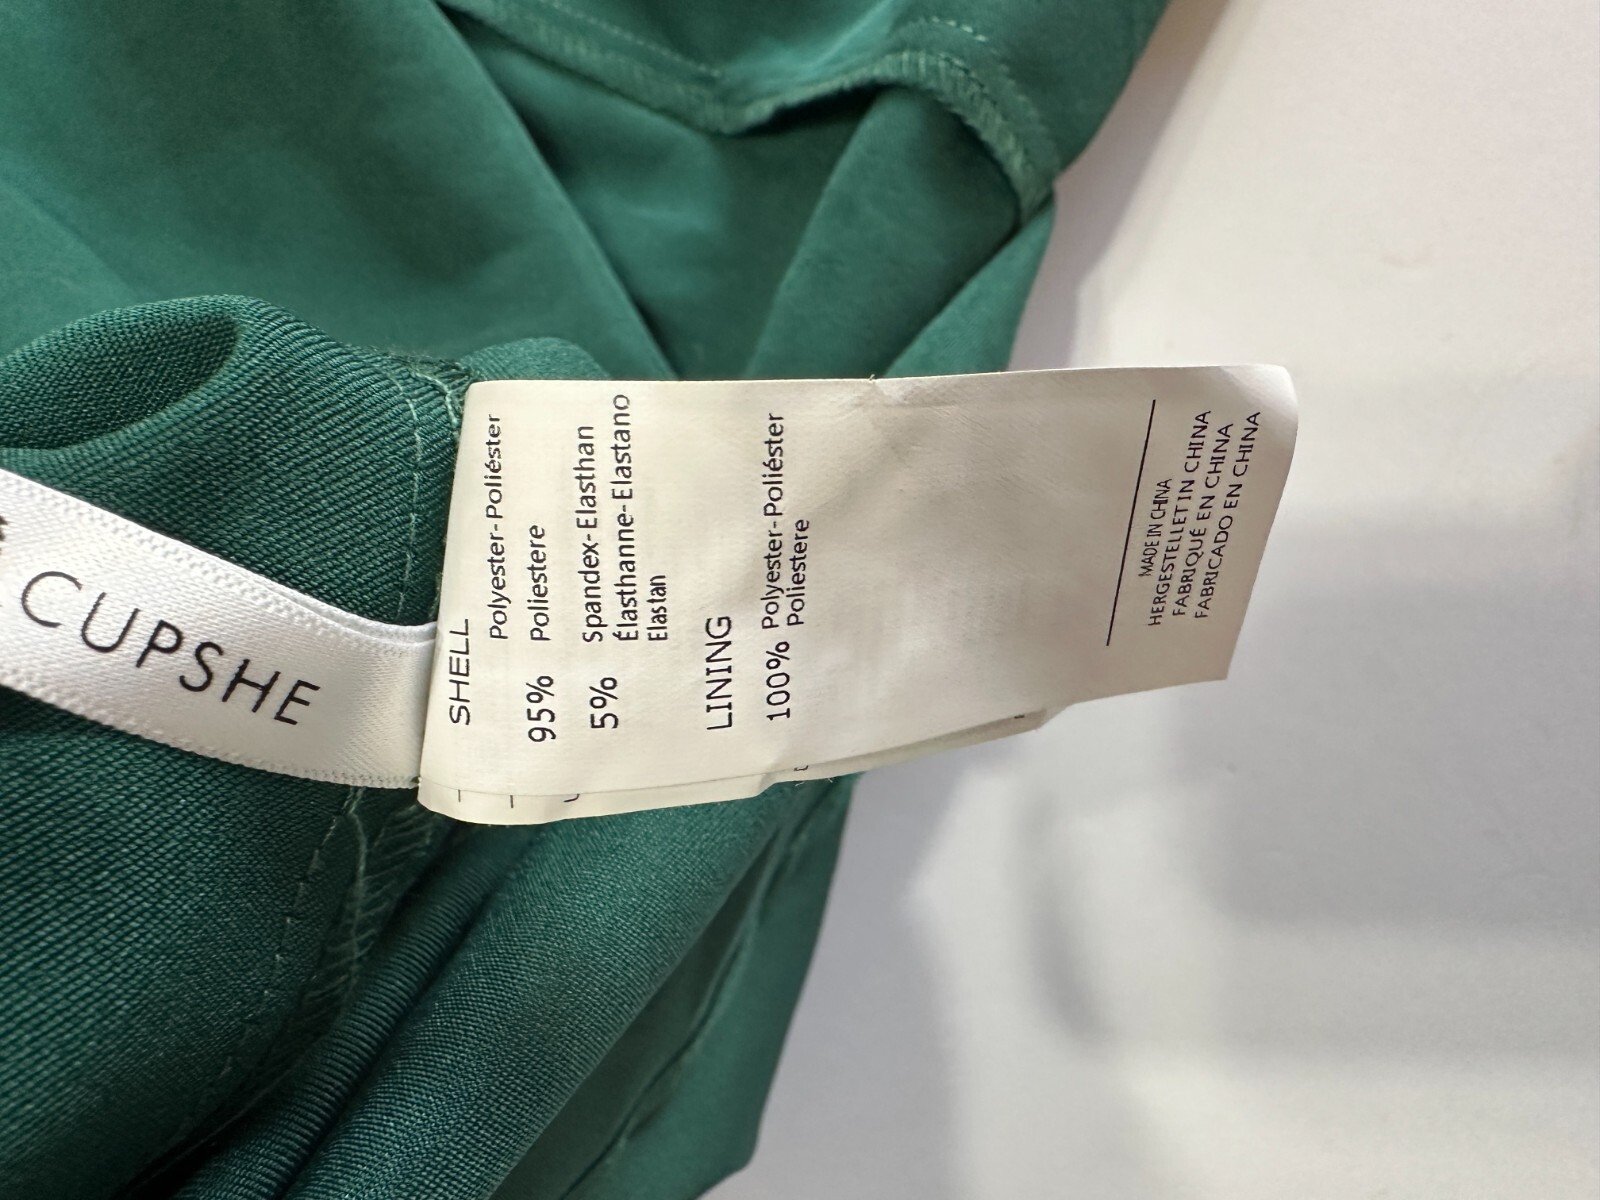 CUPSHE
SHELL
Polyester-Poliéster
95% Poliestere
5% Spandex-Elasthan
Élasthanne-Elastano
Elastan
LINING
100% Polyester-Poliéster
Poliestere
MADE IN CHINA
HERGESTELLET IN CHINA
FABRIQUÉ EN CHINA
FABRICADO EN CHINA